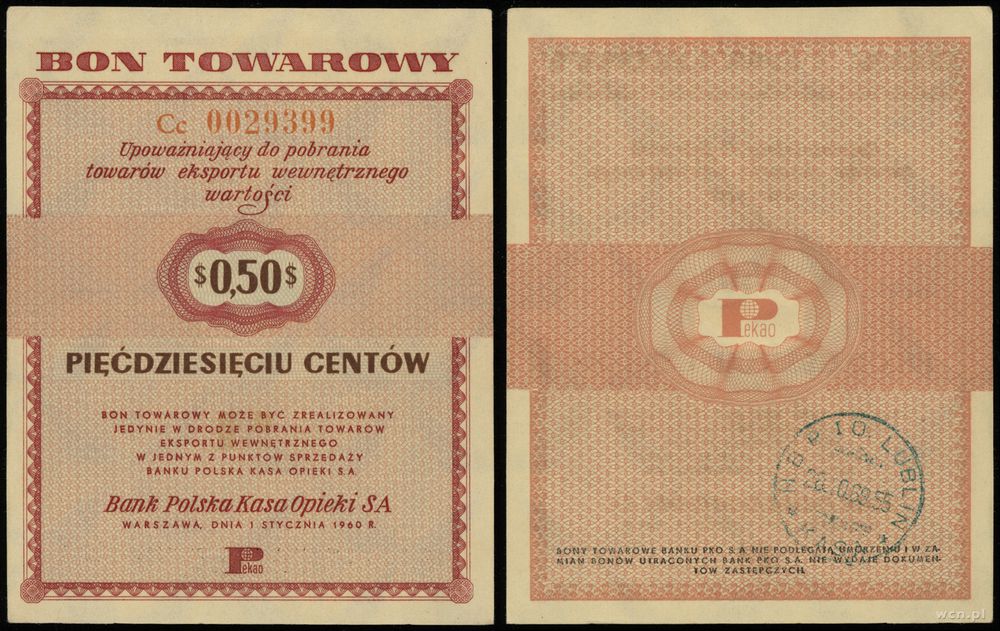 BON TOWAROWY
Cc 0029399
Upoważniający do pobrania
towarów eksportu wewnętrznego
wartości
$0,50$
PIĘĆDZIESIĘCIU CENTÓW
BON TOWAROWY MOŻE BYĆ ZREALIZOWANY
JEDYNIE W DRODZE POBRANIA TOWARÓW
EKSPORTU WEWNĘTRZNEGO
W JEDNYM Z PUNKTÓW SPRZEDAŻY
BANKU POLSKA KASA OPIEKI S.A.
Bank Polska Kasa Opieki SA
WARSZAWA, DNIA 1 STYCZNIA 1960 R.
Pekao
Pekao
LUBLIN
KASA
BONY TOWAROWE BANKU PKO S.A. NIE PODLEGAJĄ UMORZENIU I W ZA-
MIAN BONÓW UTRACONYCH BANK PKO S.A. NIE WYDAJE DOKUMEN-
TÓW ZASTĘPCZYCH.
wcn.pl